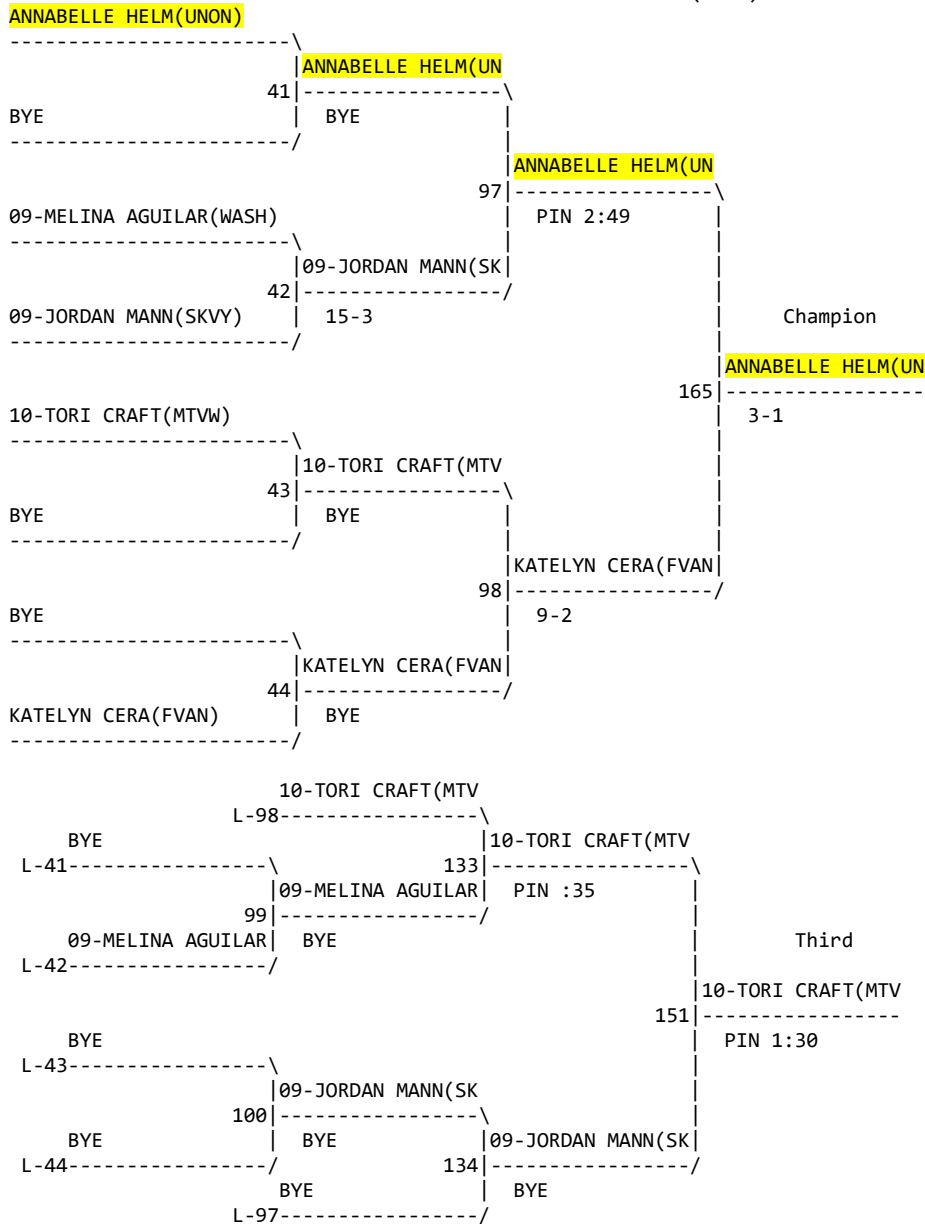 ANNABELLE HELM(UNON)
-----------------------\
|ANNABELLE HELM(UN
41|-----------------\
BYE | BYE |
-----------------------/ |
|ANNABELLE HELM(UN
97|-----------------\
09-MELINA AGUILAR(WASH) | PIN 2:49 |
-----------------------\ | |
|09-JORDAN MANN(SK| |
42|-----------------/ |
09-JORDAN MANN(SKVY) | 15-3 | Champion
-----------------------/ |
|ANNABELLE HELM(UN
165|-----------------
10-TORI CRAFT(MTVW) | 3-1
-----------------------\ |
|10-TORI CRAFT(MTV |
43|-----------------\ |
BYE | BYE | |
-----------------------/ | |
|KATELYN CERA(FVAN|
98|-----------------/
BYE | 9-2
-----------------------\ |
|KATELYN CERA(FVAN|
44|-----------------/
KATELYN CERA(FVAN) | BYE
-----------------------/
10-TORI CRAFT(MTV
L-98-----------------\
BYE |10-TORI CRAFT(MTV
L-41-----------------\ 133|-----------------\
|09-MELINA AGUILAR| PIN :35 |
99|-----------------/ |
09-MELINA AGUILAR| BYE | Third
L-42-----------------/ |
|10-TORI CRAFT(MTV
151|-----------------
BYE | PIN 1:30
L-43-----------------\ |
|09-JORDAN MANN(SK |
100|-----------------\ |
BYE | BYE |09-JORDAN MANN(SK|
L-44-----------------/ 134|-----------------/
BYE | BYE
L-97-----------------/